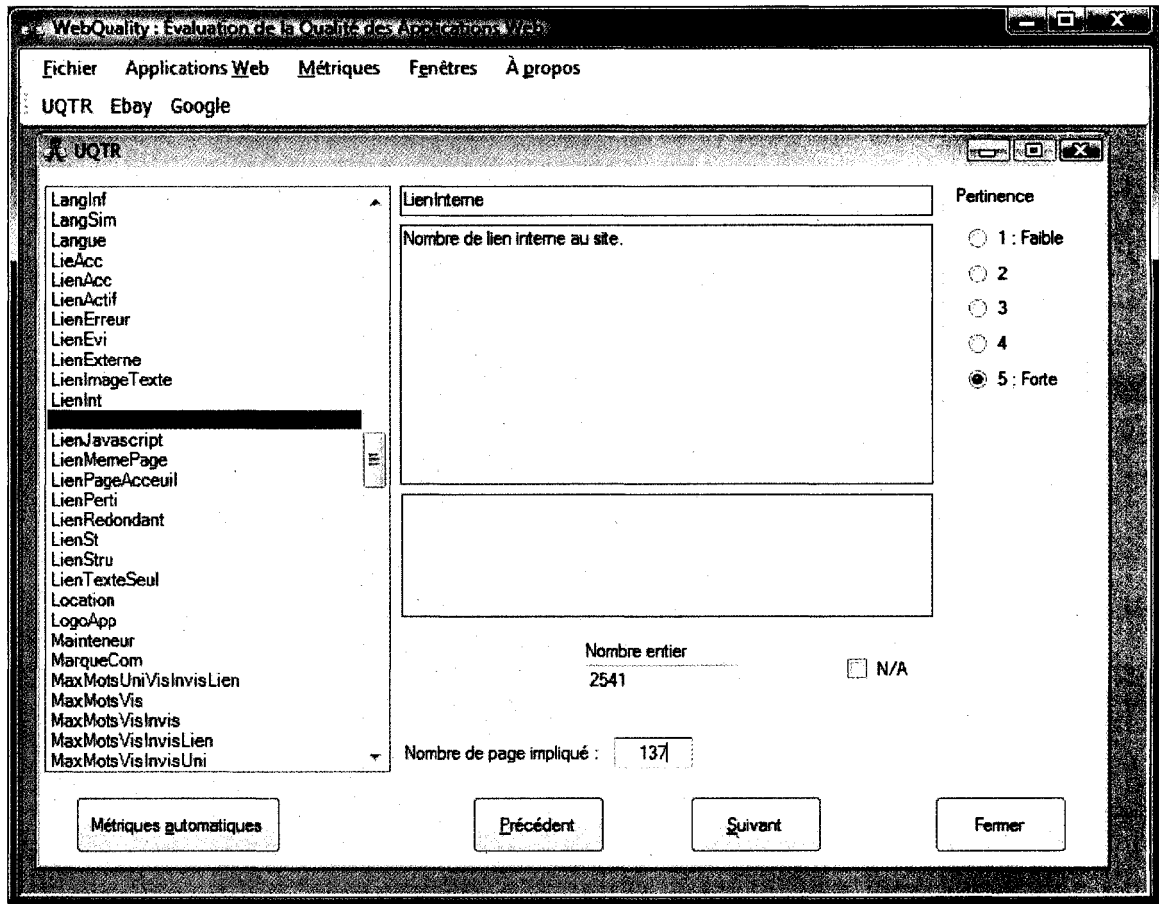 WebQuality : Évaluation de la Qualité des Applications Web
Fichier Applications Web Métriques Fenêtres À propos
UQTR Ebay Google
UQTR
LangInf
LangSim
Langue
LieAcc
LienAcc
LienActif
LienErreur
LienEvi
LienExterne
LienImageTexte
LienInt
LienJavascript
LienMemePage
LienPageAcceuil
LienPerti
LienRedondant
LienSt
LienStru
LienTexteSeul
Location
LogoApp
Mainteneur
MarqueCom
MaxMotsUniVisInvisLien
MaxMotsVis
MaxMotsVisInvis
MaxMotsVisInvisLien
MaxMotsVisInvisUni
LienInterne
Nombre de lien interne au site.
Pertinence
1 : Faible
2
3
4
5 : Forte
Nombre entier
2541
N/A
Nombre de page impliqué : 137
Métriques automatiques Précédent Suivant Fermer